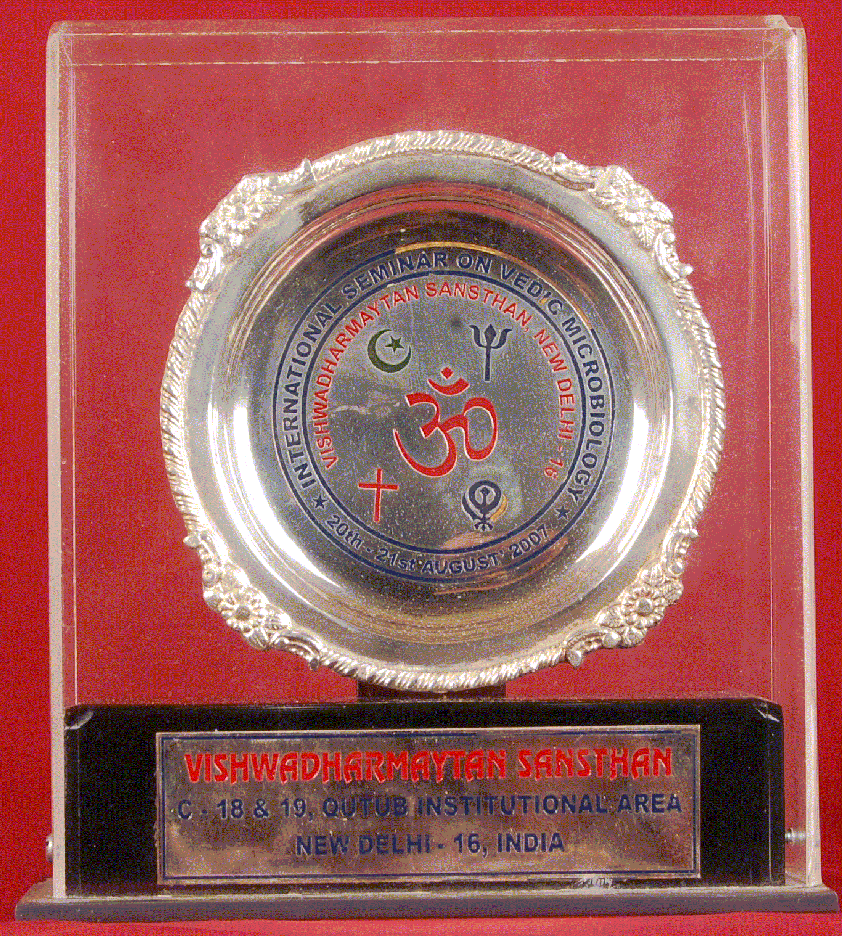 INTERNATIONAL SEMINAR ON VEDIC MICROBIOLOGY
VISHWADHARMAYTAN SANSTHAN, NEW DELHI - 16
ॐ
20th - 21st AUGUST' 2007
VISHWADHARMAYTAN SANSTHAN
C - 18 & 19, QUTUB INSTITUTIONAL AREA
NEW DELHI - 16, INDIA